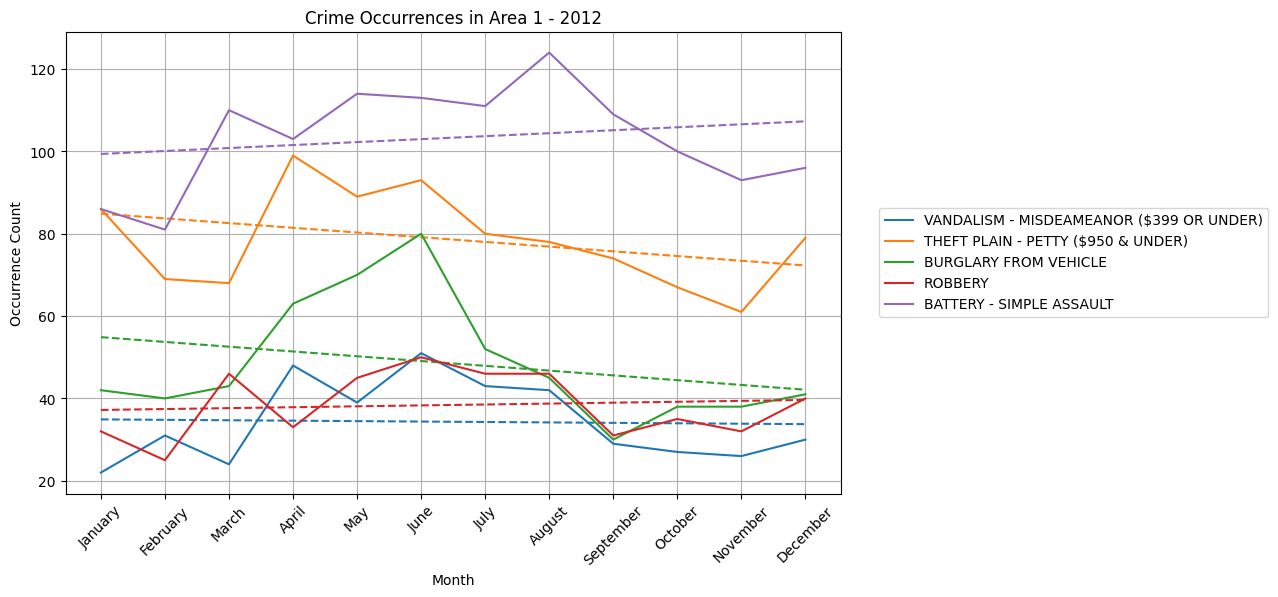 Crime Occurrences in Area 1 - 2012
Occurrence Count
120
100
80
60
40
20
January
February
March
April
May
June
July
August
September
October
November
December
Month
VANDALISM - MISDEAMEANOR ($399 OR UNDER)
THEFT PLAIN - PETTY ($950 & UNDER)
BURGLARY FROM VEHICLE
ROBBERY
BATTERY - SIMPLE ASSAULT